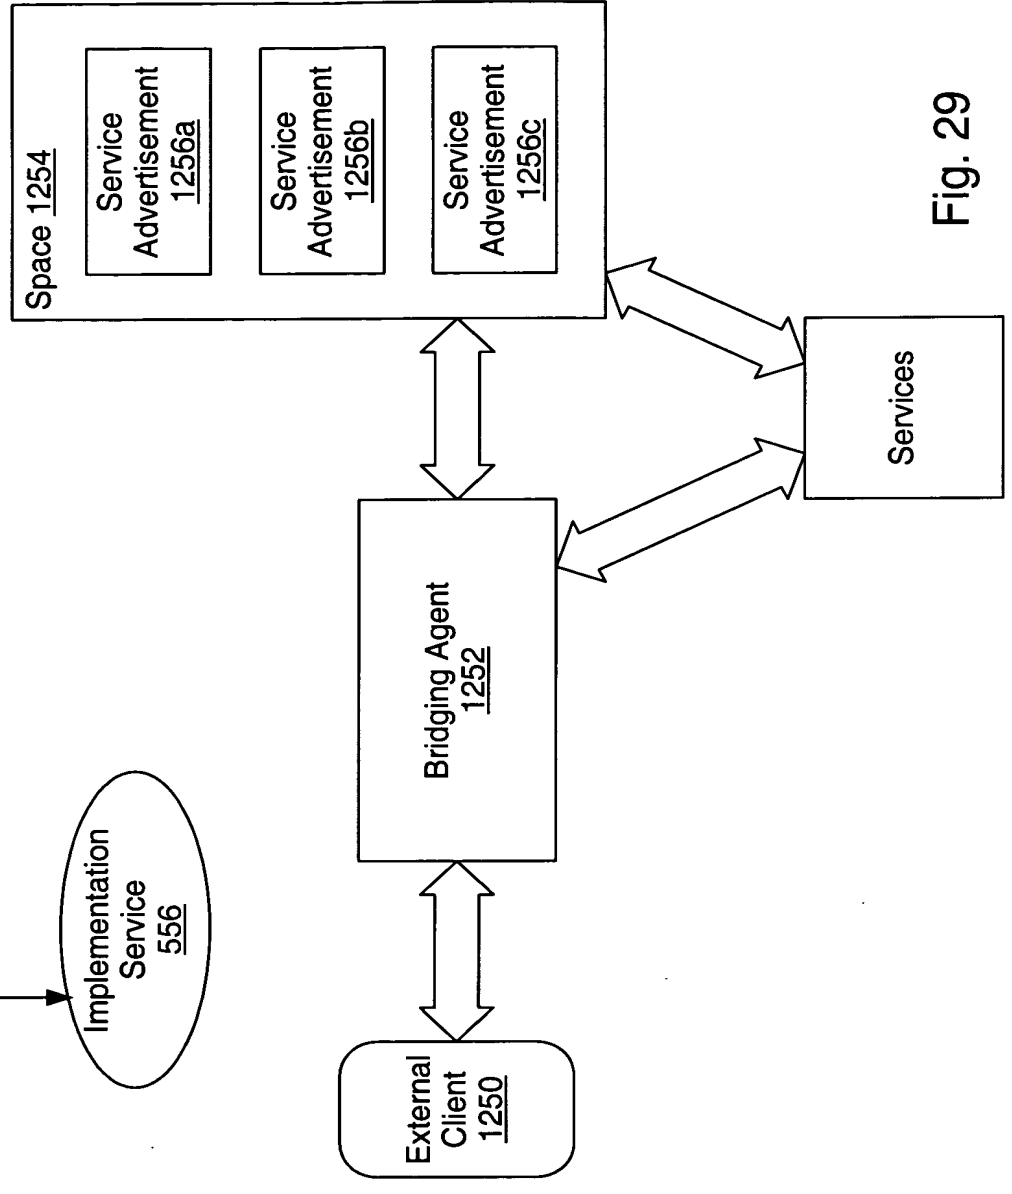 Implementation
Service
556
External
Client
1250
Bridging Agent
1252
Space 1254
Service
Advertisement
1256a
Service
Advertisement
1256b
Service
Advertisement
1256c
Services
Fig. 29